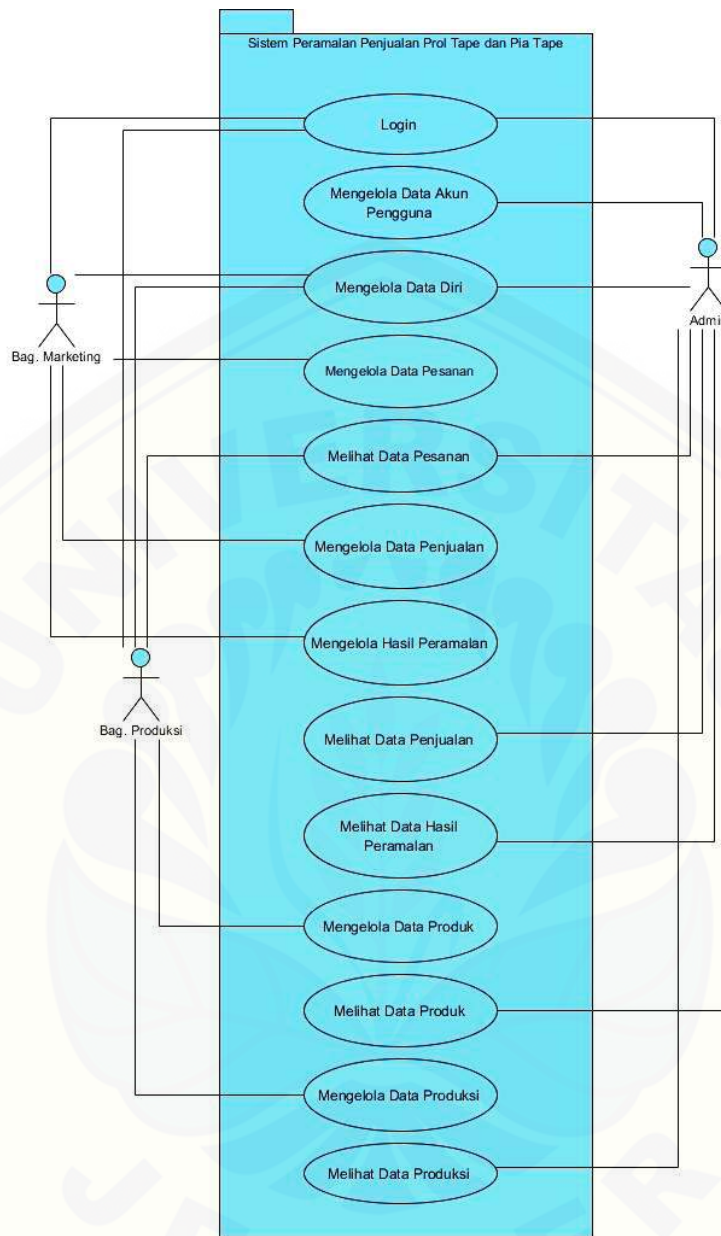 Sistem Peramalan Penjualan Prol Tape dan Pia Tape
Login
Mengelola Data Akun
Pengguna
Mengelola Data Diri
Admi
Bag. Marketing
Mengelola Data Pesanan
Melihat Data Pesanan
Mengelola Data Penjualan
Mengelola Hasil Peramalan
Bag. Produksi
Melihat Data Penjualan
Melihat Data Hasil
Peramalan
Mengelola Data Produk
Melihat Data Produk
Mengelola Data Produksi
Melihat Data Produksi
UNIVERSITA